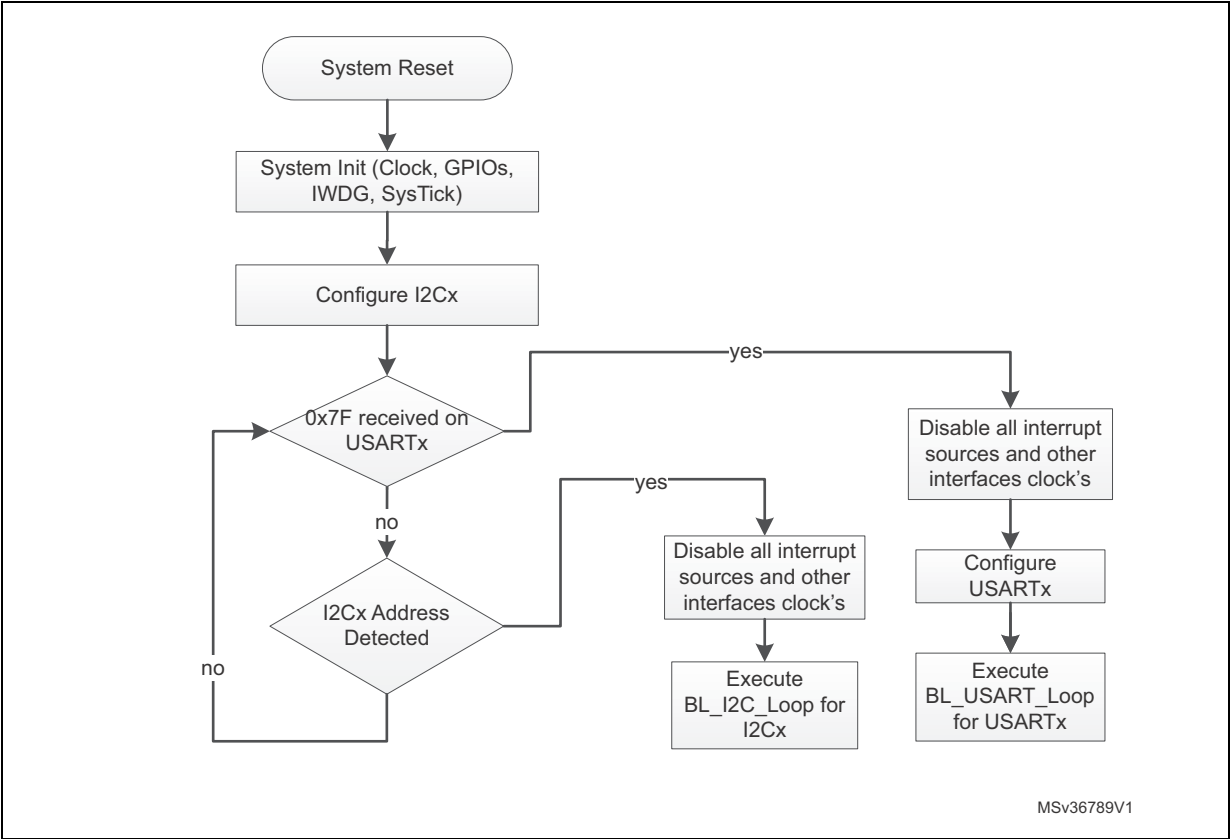 System Reset
System Init (Clock, GPIOs,
IWDG, SysTick)
Configure I2Cx
yes
0x7F received on
USARTx
Disable all interrupt
sources and other
interfaces clock's
yes
no
Disable all interrupt
sources and other
interfaces clock's
Configure
USARTx
I2Cx Address
Detected
no
Execute
BL_I2C_Loop for
I2Cx
Execute
BL_USART_Loop
for USARTx
MSv36789V1